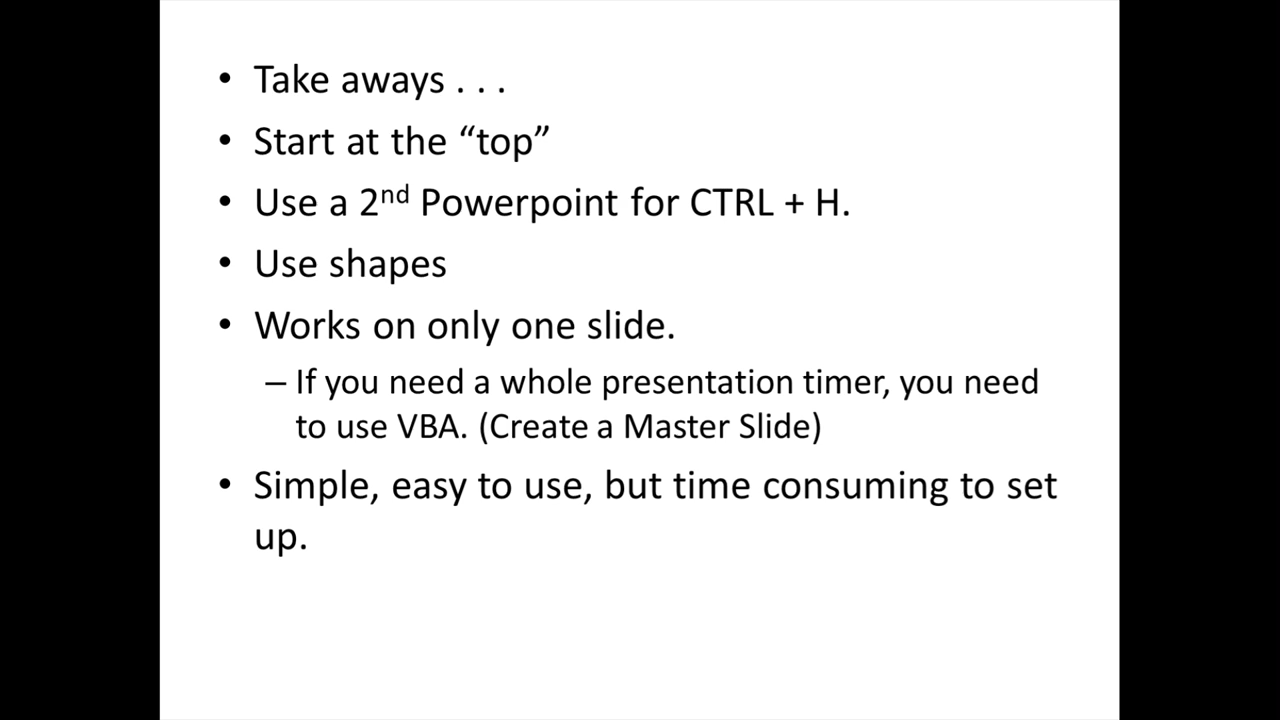 • Take aways . . .
• Start at the “top”
• Use a 2nd Powerpoint for CTRL + H.
• Use shapes
• Works on only one slide.
– If you need a whole presentation timer, you need
to use VBA. (Create a Master Slide)
• Simple, easy to use, but time consuming to set
up.